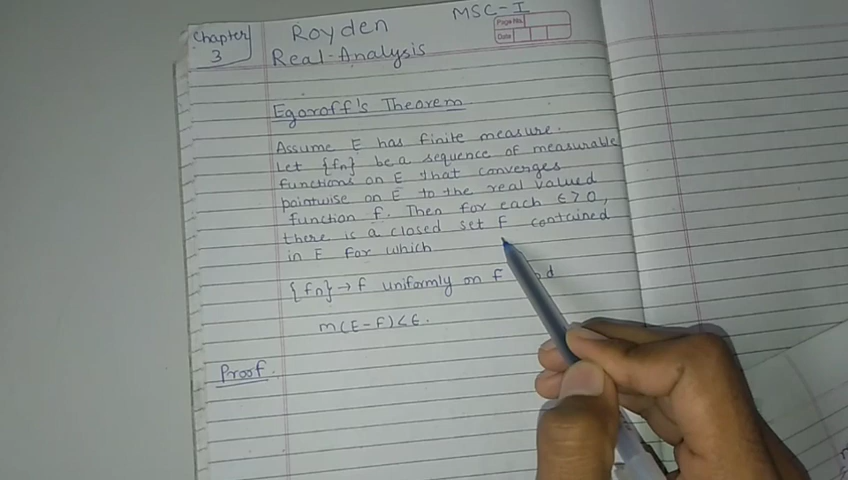 Chapter 3
Royden
MSC-I
Page No.
Date
Real-Analysis
Egoroff's Theorem
Assume E has finite measure.
Let {fn} be a sequence of measurable
functions on E that converges
pointwise on E to the real valued
function f. Then for each ϵ>0,
there is a closed set F contained
in E for which
{fn}→f uniformly on F
m(E-F)<ϵ.
Proof.